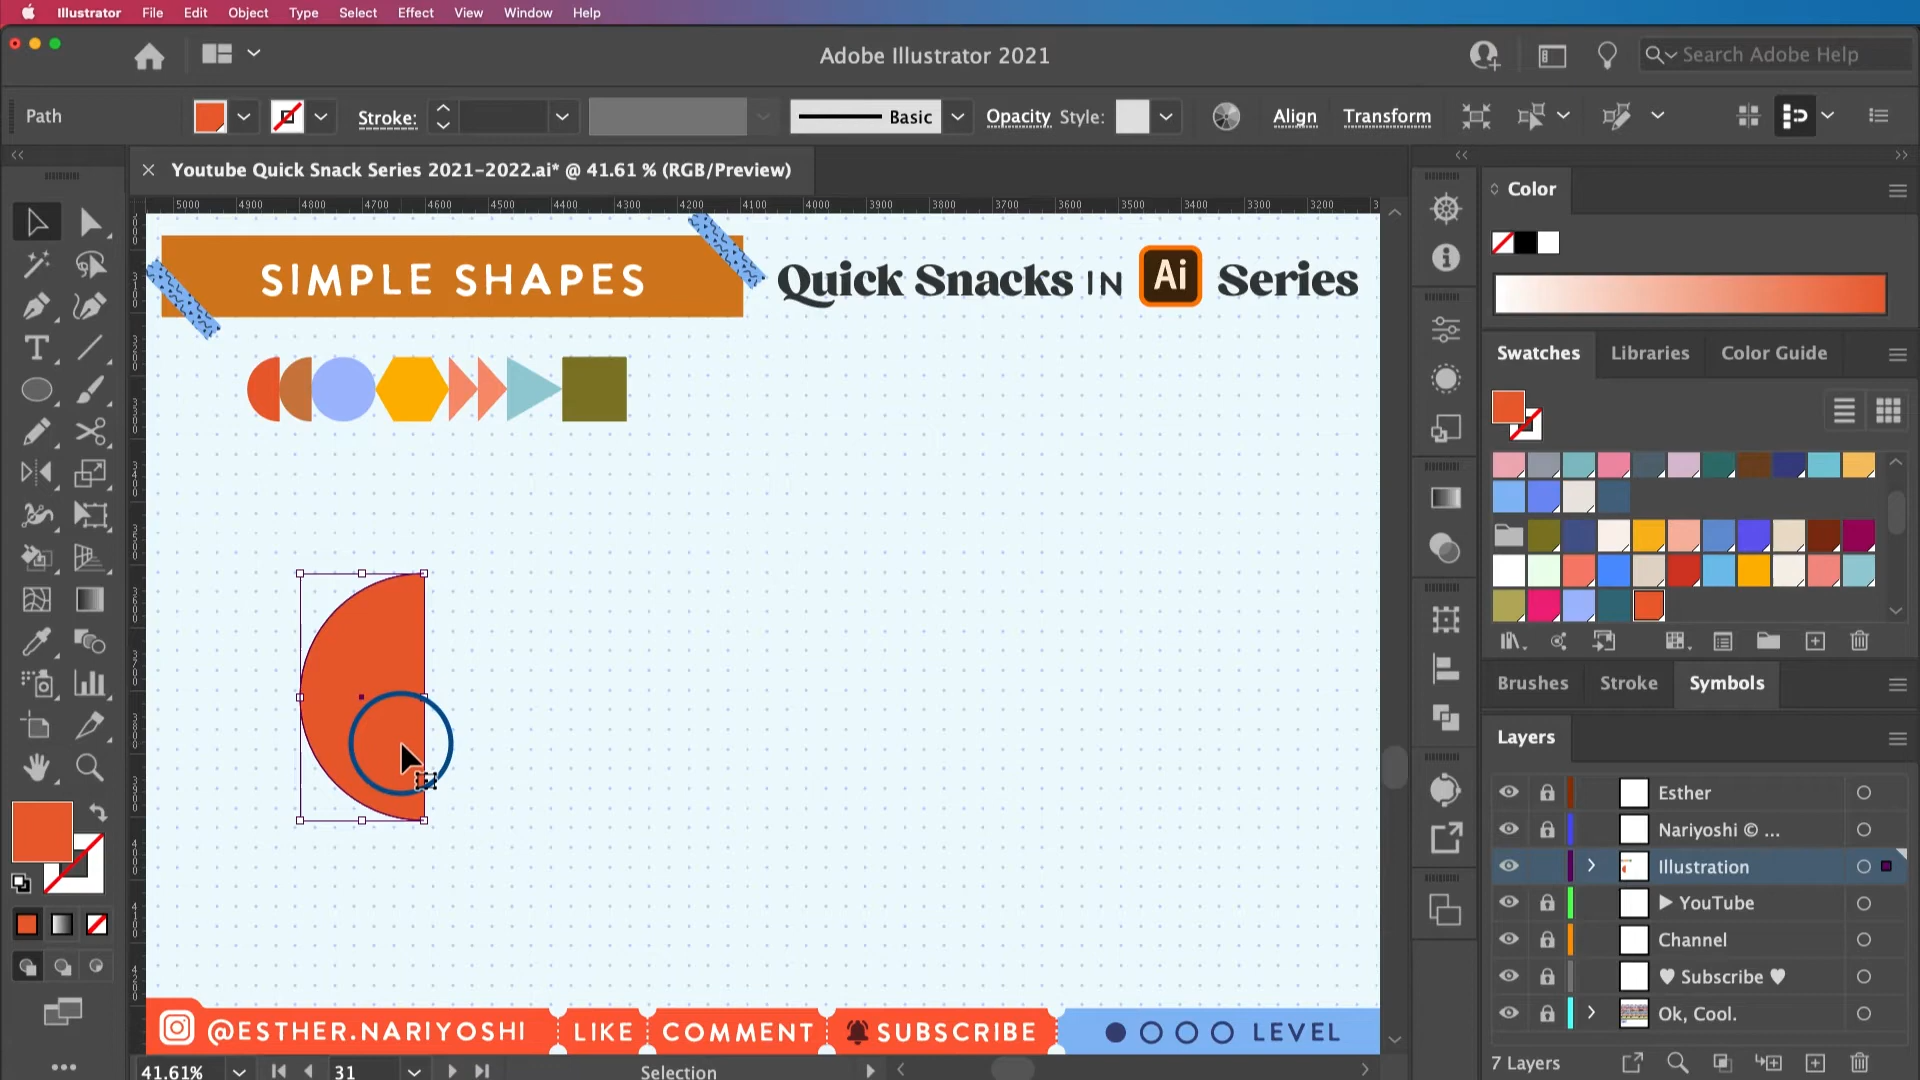 Illustrator File Edit Object Type Select Effect View Window Help
Adobe Illustrator 2021
Search Adobe Help
Path
Stroke:
Basic
Opacity Style:
Align
Transform
Youtube Quick Snack Series 2021-2022.ai* @ 41.61 % (RGB/Preview)
5000 4900 4800 4700 4600 4500 4400 4300 4200 4100 4000 3900 3800 3700 3600 3500 3400 3300 3200
SIMPLE SHAPES
Quick Snacks IN Ai Series
Color
Swatches Libraries Color Guide
Brushes Stroke Symbols
Layers
Esther
Nariyoshi © ...
Illustration
▶ YouTube
Channel
♥ Subscribe ♥
Ok, Cool.
7 Layers
@ESTHER.NARIYOSHI LIKE COMMENT SUBSCRIBE LEVEL
41.61% 31 Selection